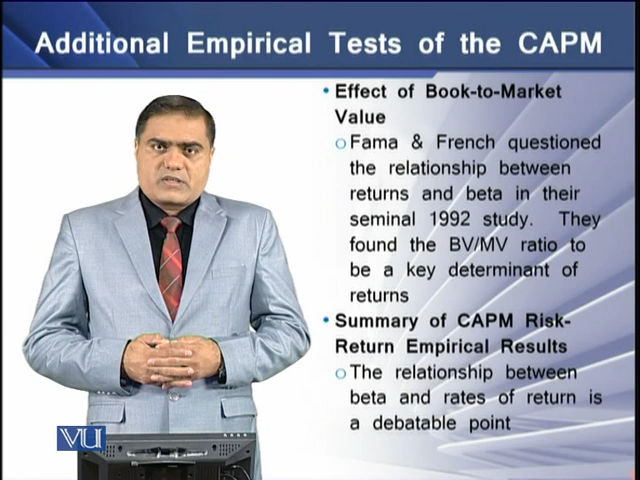 Additional Empirical Tests of the CAPM
• Effect of Book-to-Market
Value
o Fama & French questioned
the relationship between
returns and beta in their
seminal 1992 study. They
found the BV/MV ratio to
be a key determinant of
returns
• Summary of CAPM Risk-
Return Empirical Results
o The relationship between
beta and rates of return is
a debatable point
VU